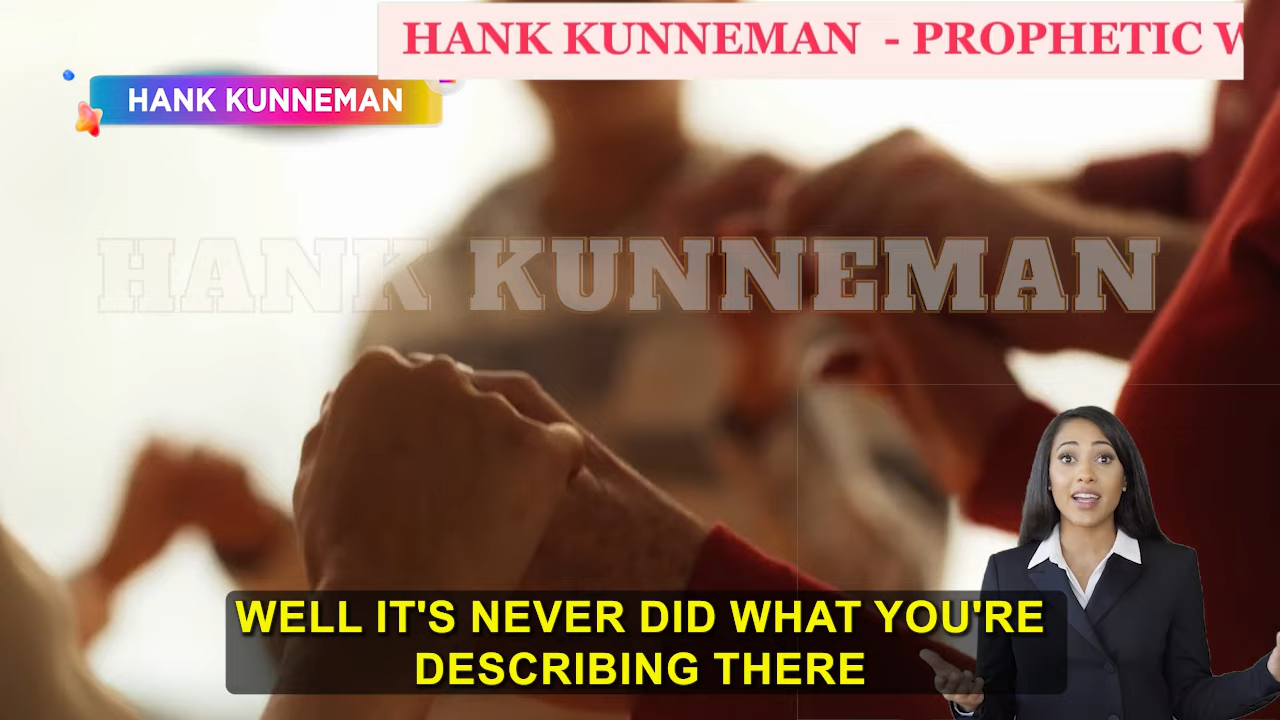 HANK KUNNEMAN - PROPHETIC W
HANK KUNNEMAN
HANK KUNNEMAN
WELL IT'S NEVER DID WHAT YOU'RE
DESCRIBING THERE